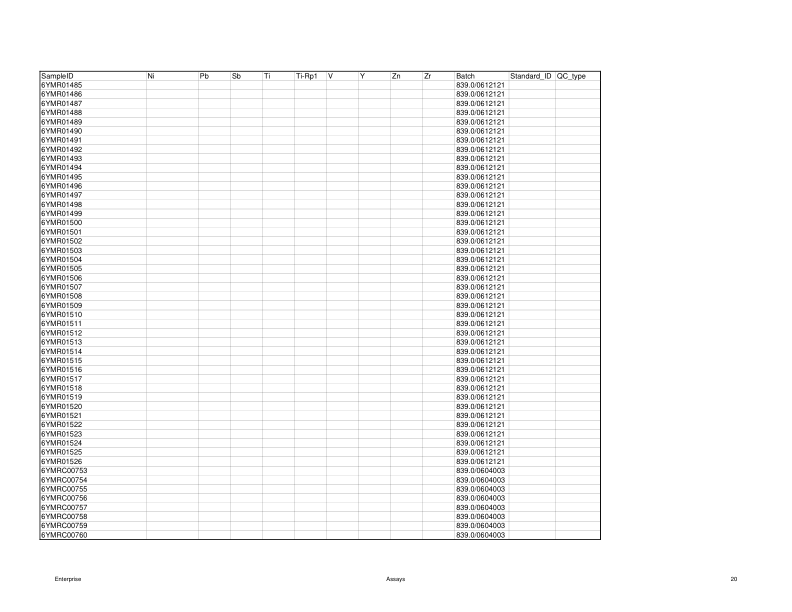 SampleID Ni Pb Sb Ti Ti-Rp1 V Y Zn Zr Batch Standard_ID QC_type
6YMR01485 839.0/0612121
6YMR01486 839.0/0612121
6YMR01487 839.0/0612121
6YMR01488 839.0/0612121
6YMR01489 839.0/0612121
6YMR01490 839.0/0612121
6YMR01491 839.0/0612121
6YMR01492 839.0/0612121
6YMR01493 839.0/0612121
6YMR01494 839.0/0612121
6YMR01495 839.0/0612121
6YMR01496 839.0/0612121
6YMR01497 839.0/0612121
6YMR01498 839.0/0612121
6YMR01499 839.0/0612121
6YMR01500 839.0/0612121
6YMR01501 839.0/0612121
6YMR01502 839.0/0612121
6YMR01503 839.0/0612121
6YMR01504 839.0/0612121
6YMR01505 839.0/0612121
6YMR01506 839.0/0612121
6YMR01507 839.0/0612121
6YMR01508 839.0/0612121
6YMR01509 839.0/0612121
6YMR01510 839.0/0612121
6YMR01511 839.0/0612121
6YMR01512 839.0/0612121
6YMR01513 839.0/0612121
6YMR01514 839.0/0612121
6YMR01515 839.0/0612121
6YMR01516 839.0/0612121
6YMR01517 839.0/0612121
6YMR01518 839.0/0612121
6YMR01519 839.0/0612121
6YMR01520 839.0/0612121
6YMR01521 839.0/0612121
6YMR01522 839.0/0612121
6YMR01523 839.0/0612121
6YMR01524 839.0/0612121
6YMR01525 839.0/0612121
6YMR01526 839.0/0612121
6YMRC00753 839.0/0604003
6YMRC00754 839.0/0604003
6YMRC00755 839.0/0604003
6YMRC00756 839.0/0604003
6YMRC00757 839.0/0604003
6YMRC00758 839.0/0604003
6YMRC00759 839.0/0604003
6YMRC00760 839.0/0604003
Enterprise Assays 20